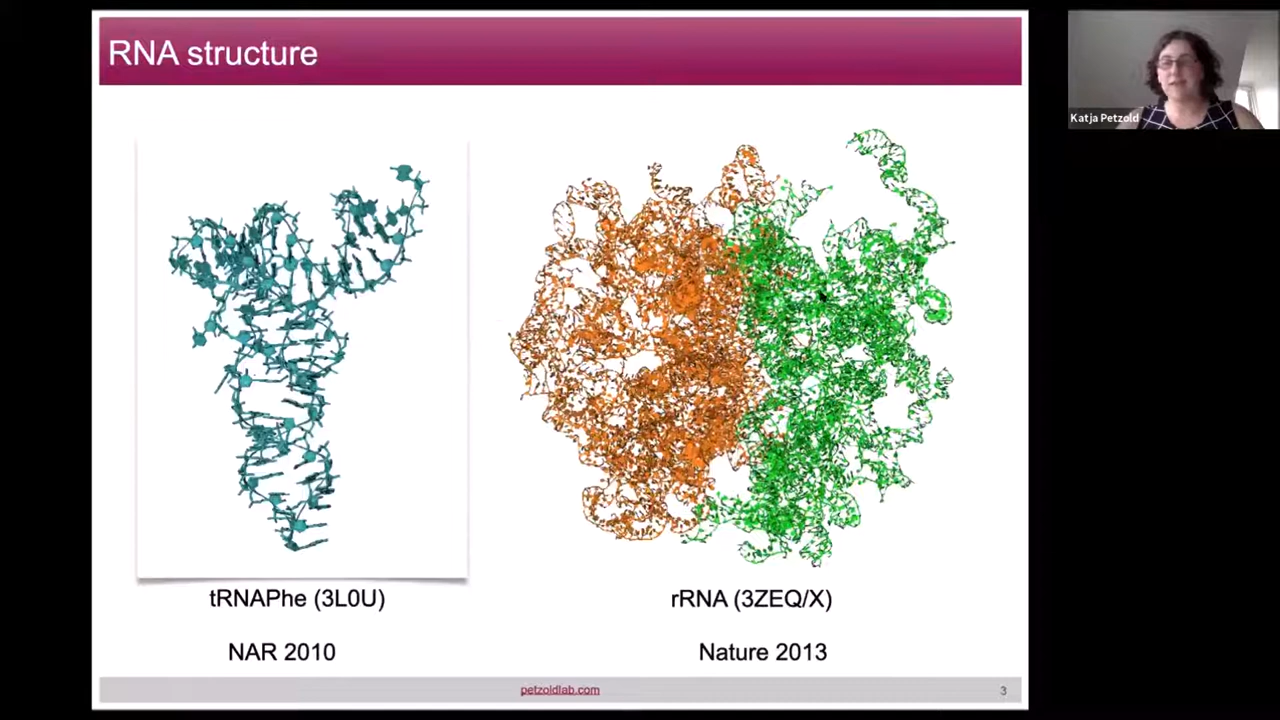 RNA structure
Katja Petzold
tRNAPhe (3L0U)
rRNA (3ZEQ/X)
NAR 2010
Nature 2013
petzoldlab.com
3